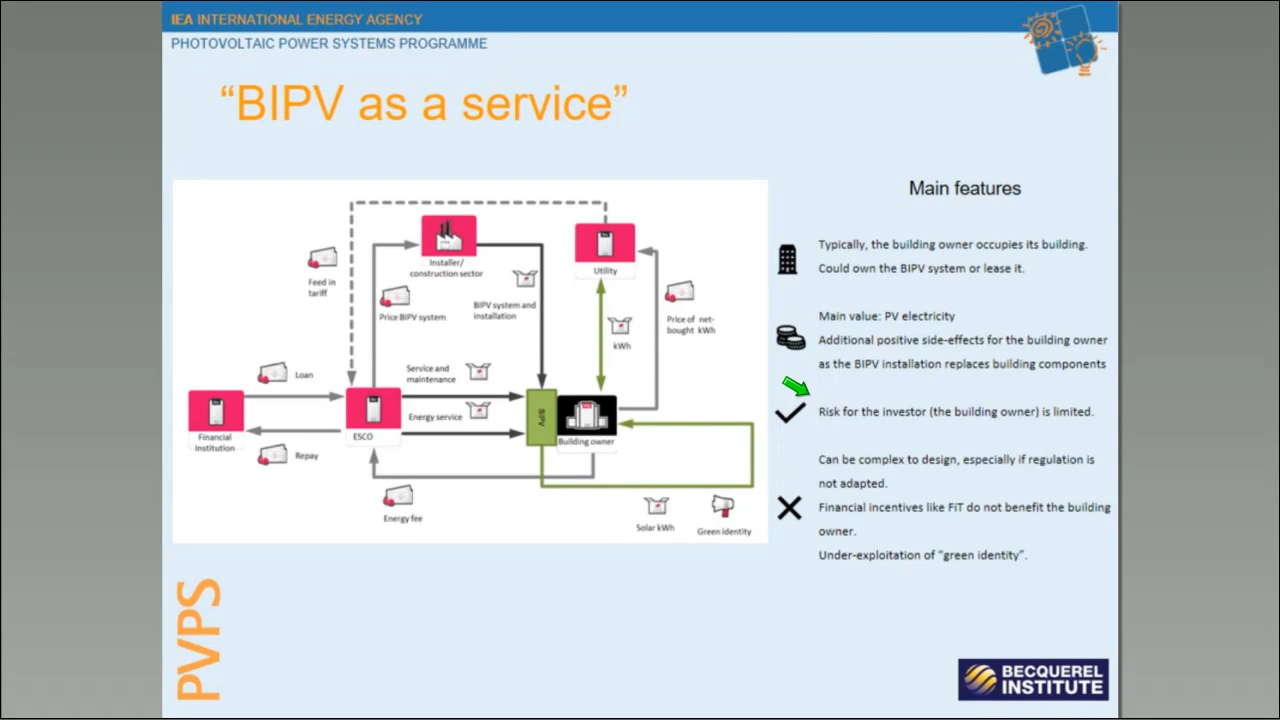 IEA INTERNATIONAL ENERGY AGENCY
PHOTOVOLTAIC POWER SYSTEMS PROGRAMME
“BIPV as a service”
Main features
Typically, the building owner occupies its building.
Could own the BIPV system or lease it.
Main value: PV electricity
Additional positive side-effects for the building owner
as the BIPV installation replaces building components
Risk for the investor (the building owner) is limited.
Can be complex to design, especially if regulation is
not adapted.
Financial incentives like FiT do not benefit the building
owner.
Under-exploitation of “green identity”.
Installer/
construction sector
Utility
Feed in
tariff
Price BIPV system
BIPV system and
installation
Price of net-
bought kWh
kWh
Loan
Service and
maintenance
Energy service
Financial
Institution
ESCO
BIPV
Building owner
Repay
Energy fee
Solar kWh
Green identity
PVPS
BECQUEREL
INSTITUTE